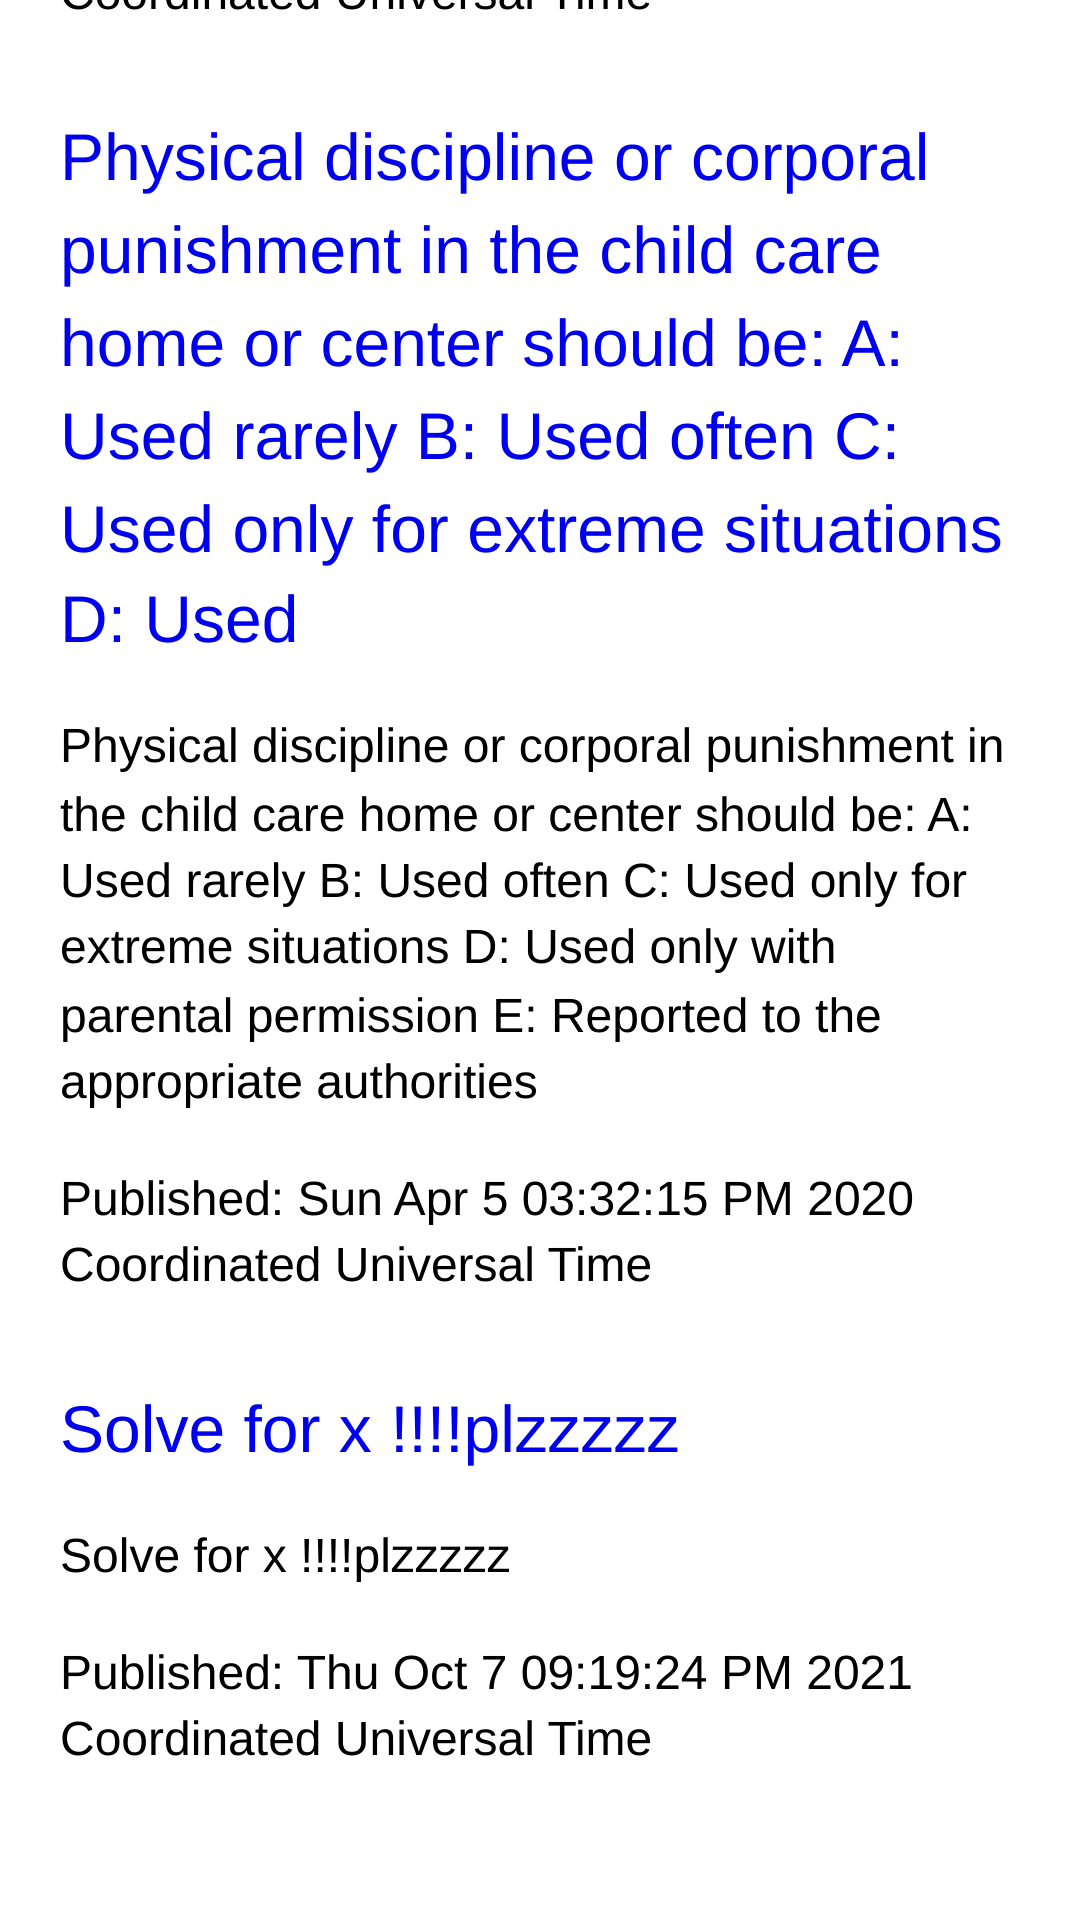 Coordinated Universal Time
Physical discipline or corporal
punishment in the child care
home or center should be: A:
Used rarely B: Used often C:
Used only for extreme situations
D: Used
Physical discipline or corporal punishment in
the child care home or center should be: A:
Used rarely B: Used often C: Used only for
extreme situations D: Used only with
parental permission E: Reported to the
appropriate authorities
Published: Sun Apr 5 03:32:15 PM 2020
Coordinated Universal Time
Solve for x !!!!plzzzzz
Solve for x !!!!plzzzzz
Published: Thu Oct 7 09:19:24 PM 2021
Coordinated Universal Time